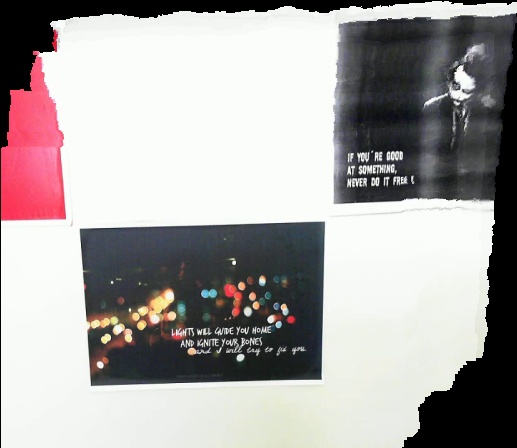 IF YOU'RE GOOD
AT SOMETHING,
NEVER DO IT FREE
LIGHTS WILL GUIDE YOU HOME
AND IGNITE YOUR BONES
and I will try to fix you